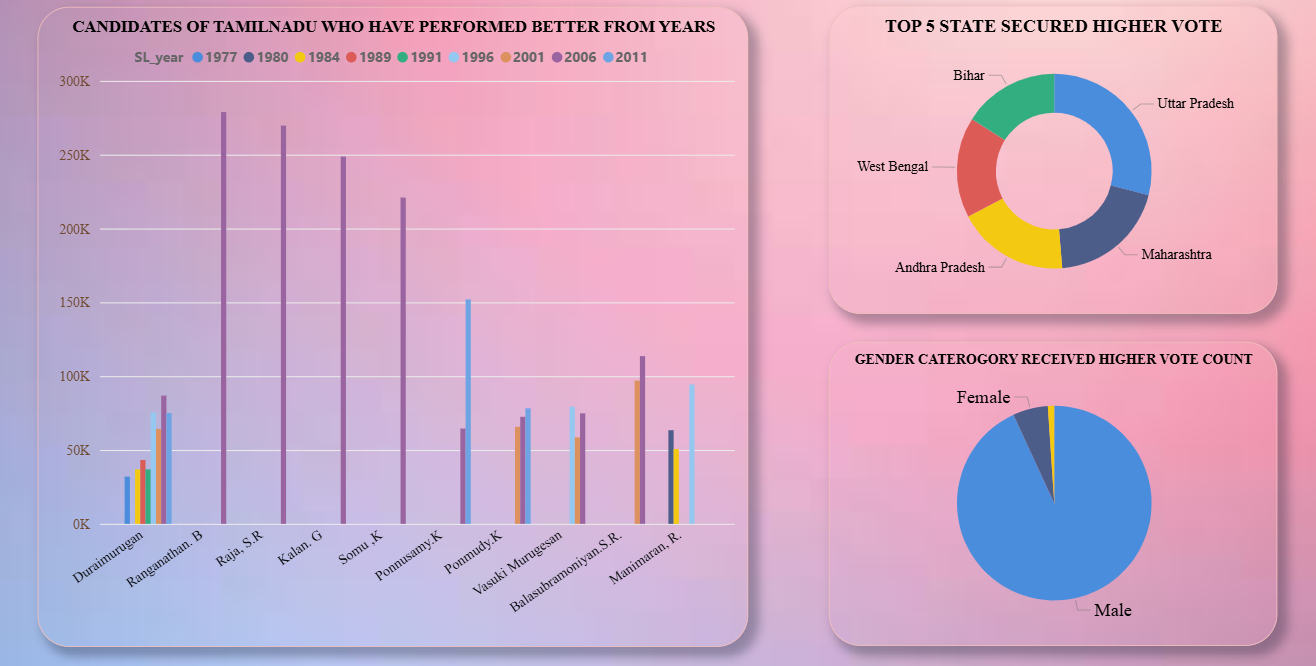 CANDIDATES OF TAMILNADU WHO HAVE PERFORMED BETTER FROM YEARS
SL_year 1977 1980 1984 1989 1991 1996 2001 2006 2011
300K
250K
200K
150K
100K
50K
0K
Duraimurugan
Ranganathan. B
Raja, S.R
Kalan. G
Somu ,K
Ponnusamy.K
Ponmudy.K
Vasuki Murugesan
Balasubramoniyan.S.R.
Manimaran, R.
TOP 5 STATE SECURED HIGHER VOTE
Bihar
Uttar Pradesh
West Bengal
Maharashtra
Andhra Pradesh
GENDER CATEROGORY RECEIVED HIGHER VOTE COUNT
Female
Male